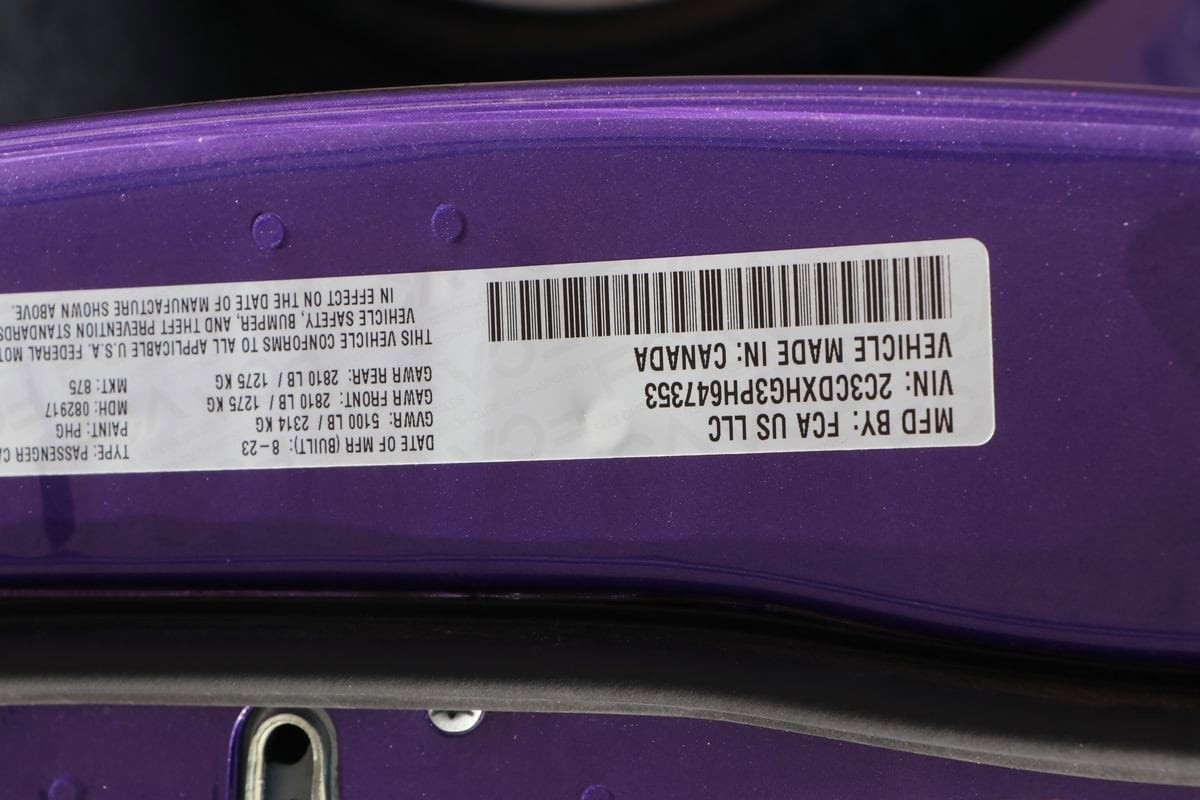 MFD BY: FCA US LLC
VIN: 2C3CDXHG3PH647353
VEHICLE MADE IN: CANADA
DATE OF MFR (BUILT): 8-23
GVWR: 5100 LB / 2314 KG
GAWR FRONT: 2810 LB / 1275 KG
GAWR REAR: 2810 LB / 1275 KG
TYPE: PASSENGER CA
PAINT: PHG
MDH: 082917
MKT: 875
THIS VEHICLE CONFORMS TO ALL APPLICABLE U.S.A. FEDERAL MOT
VEHICLE SAFETY, BUMPER, AND THEFT PREVENTION STANDARDS
IN EFFECT ON THE DATE OF MANUFACTURE SHOWN ABOVE.